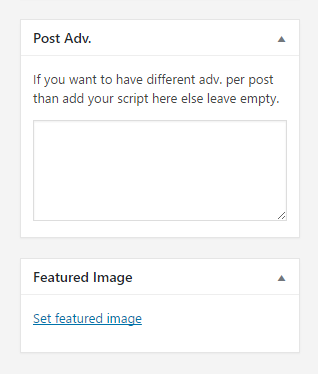 Post Adv.
If you want to have different adv. per post
than add your script here else leave empty.
Featured Image
Set featured image